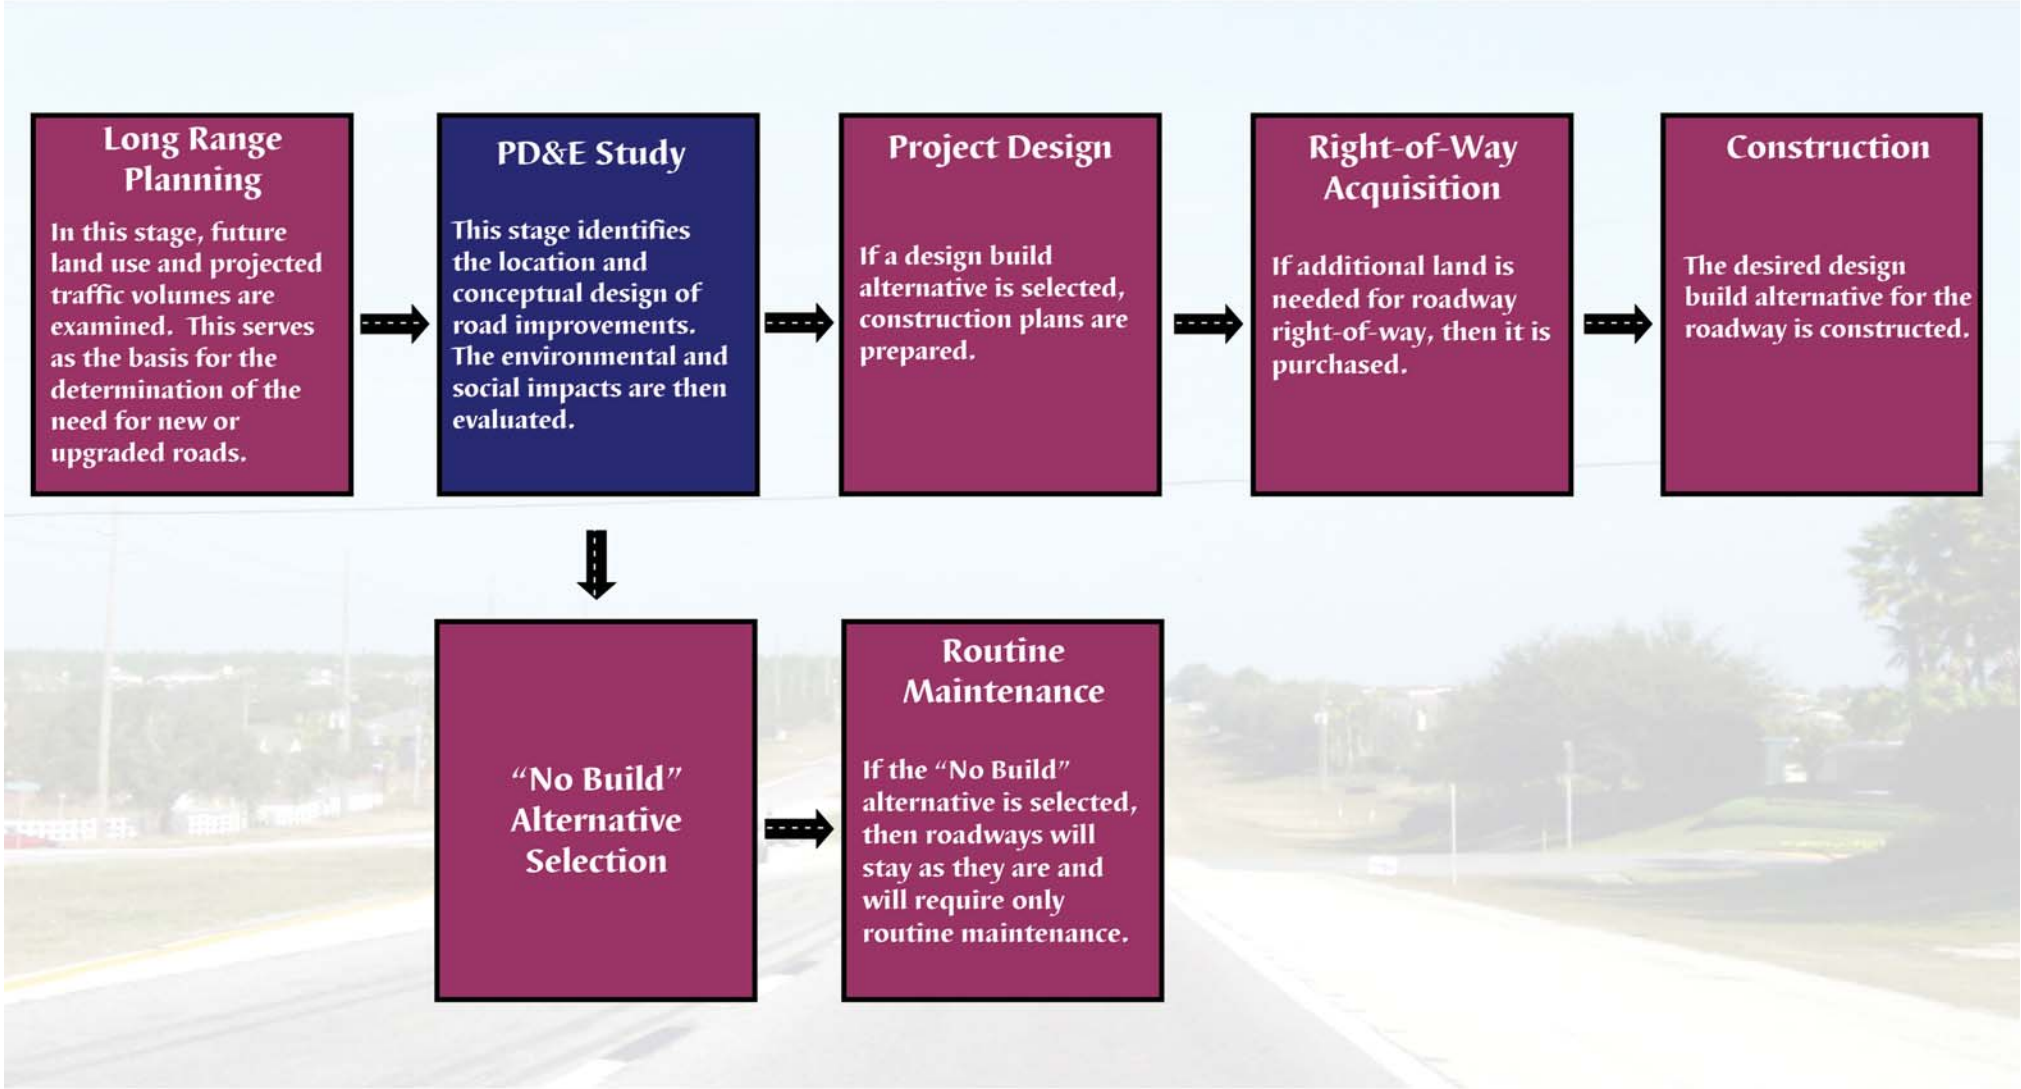 Long Range
Planning
In this stage, future
land use and projected
traffic volumes are
examined.  This serves
as the basis for the
determination of the
need for new or
upgraded roads.
PD&E Study
This stage identifies
the location and
conceptual design of
road improvements.
The environmental and
social impacts are then
evaluated.
Project Design
If a design build
alternative is selected,
construction plans are
prepared.
Right-of-Way
Acquisition
If additional land is
needed for roadway
right-of-way, then it is
purchased.
Construction
The desired design
build alternative for the
roadway is constructed.
“No Build”
Alternative
Selection
Routine
Maintenance
If the “No Build”
alternative is selected,
then roadways will
stay as they are and
will require only
routine maintenance.